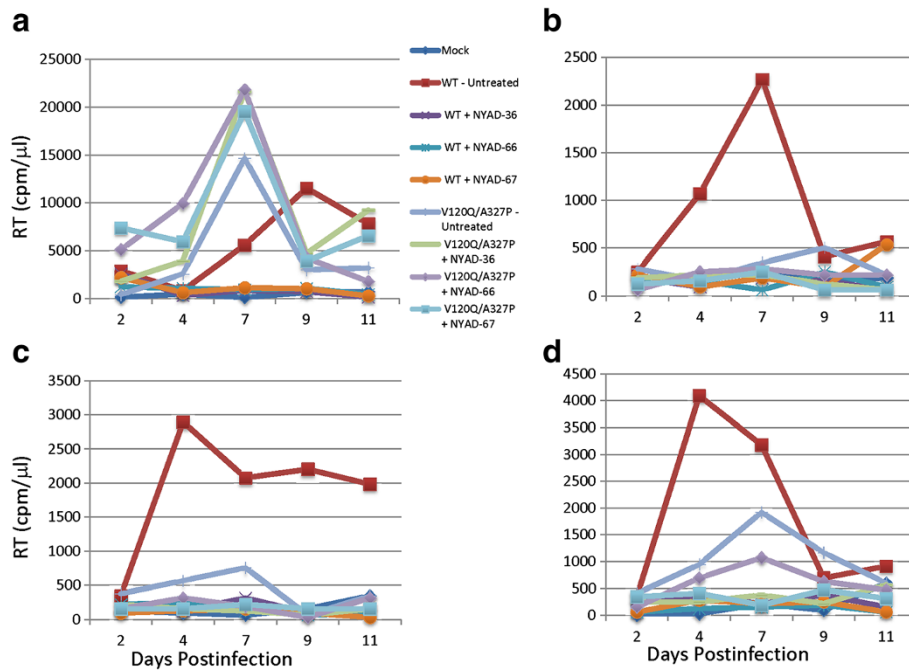 a
25000
20000
15000
10000
5000
0
RT (cpm/µl)
2 4 7 9 11
Mock
WT - Untreated
WT + NYAD-36
WT + NYAD-66
WT + NYAD-67
V120Q/A327P -
Untreated
V120Q/A327P
+ NYAD-36
V120Q/A327P
+ NYAD-66
V120Q/A327P
+ NYAD-67
b
2500
2000
1500
1000
500
0
2 4 7 9 11
c
3500
3000
2500
2000
1500
1000
500
0
RT (cpm/µl)
2 4 7 9 11
Days Postinfection
d
4500
4000
3500
3000
2500
2000
1500
1000
500
0
2 4 7 9 11
Days Postinfection